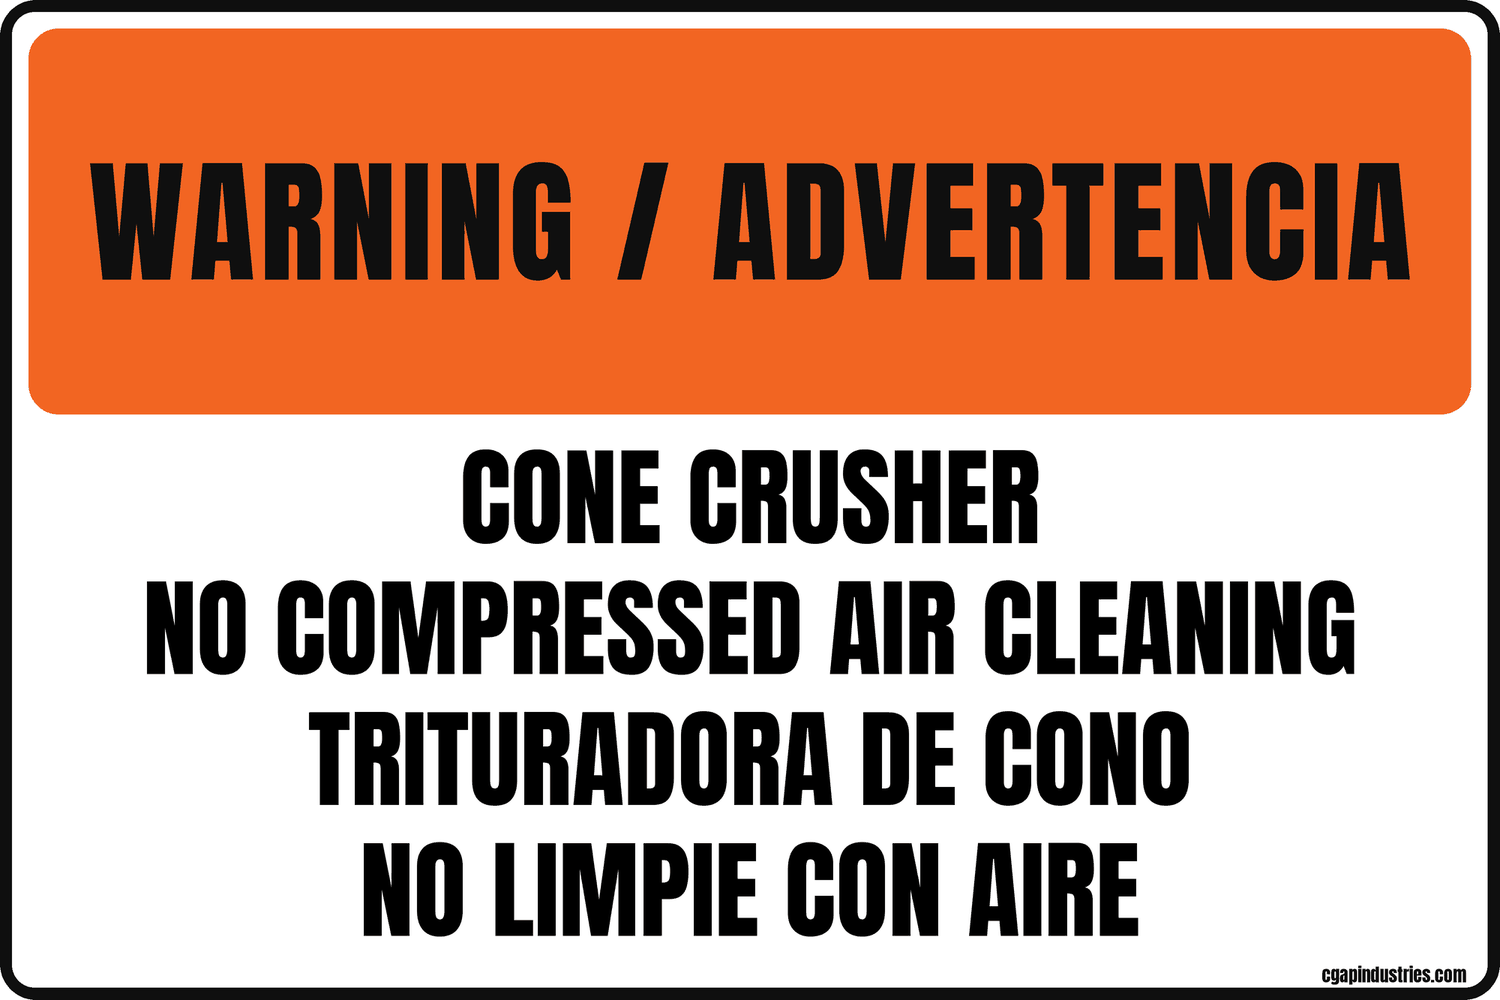 WARNING / ADVERTENCIA
CONE CRUSHER
NO COMPRESSED AIR CLEANING
TRITURADORA DE CONO
NO LIMPIE CON AIRE
cgapindustries.com